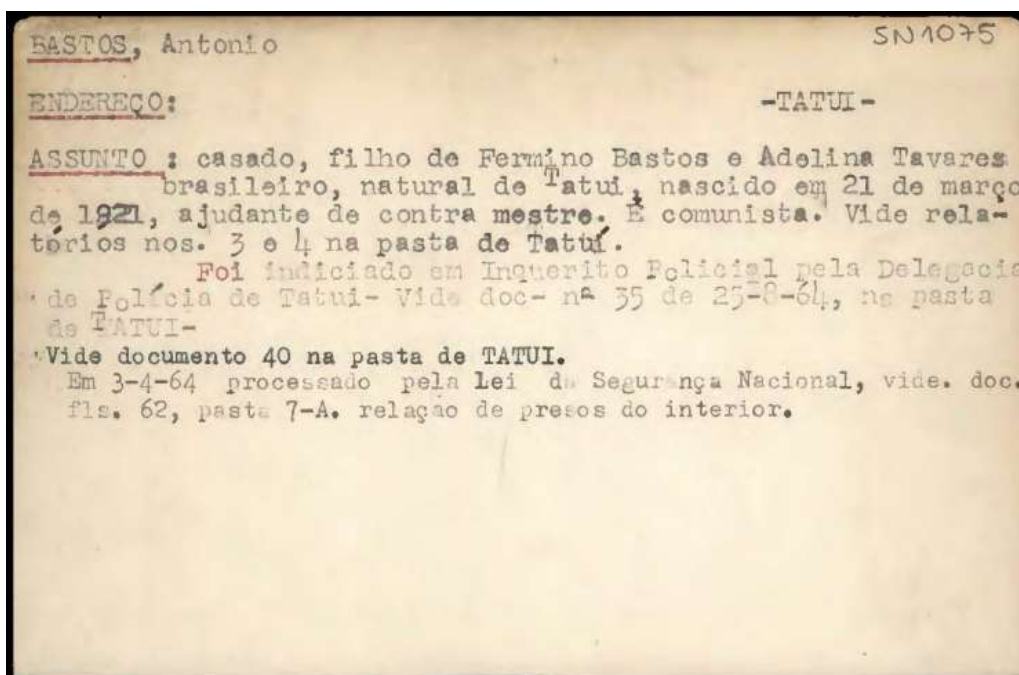 BASTOS, Antonio SN1075
ENDEREÇO: -TATUI-
ASSUNTO : casado, filho de Fermino Bastos e Adelina Tavares
brasileiro, natural de Tatui, nascido em 21 de março
de 1921, ajudante de contra mestre. É comunista. Vide rela-
tórios nos. 3 e 4 na pasta de Tatuí.
Foi indiciado em Inquerito Policial pela Delegacia
de Polícia de Tatui- Vide doc- nª 35 de 25-8-64, na pasta
de TATUI-
Vide documento 40 na pasta de TATUI.
Em 3-4-64 processado pela Lei da Segurança Nacional, vide. doc.
fls. 62, pasta 7-A. relação de presos do interior.